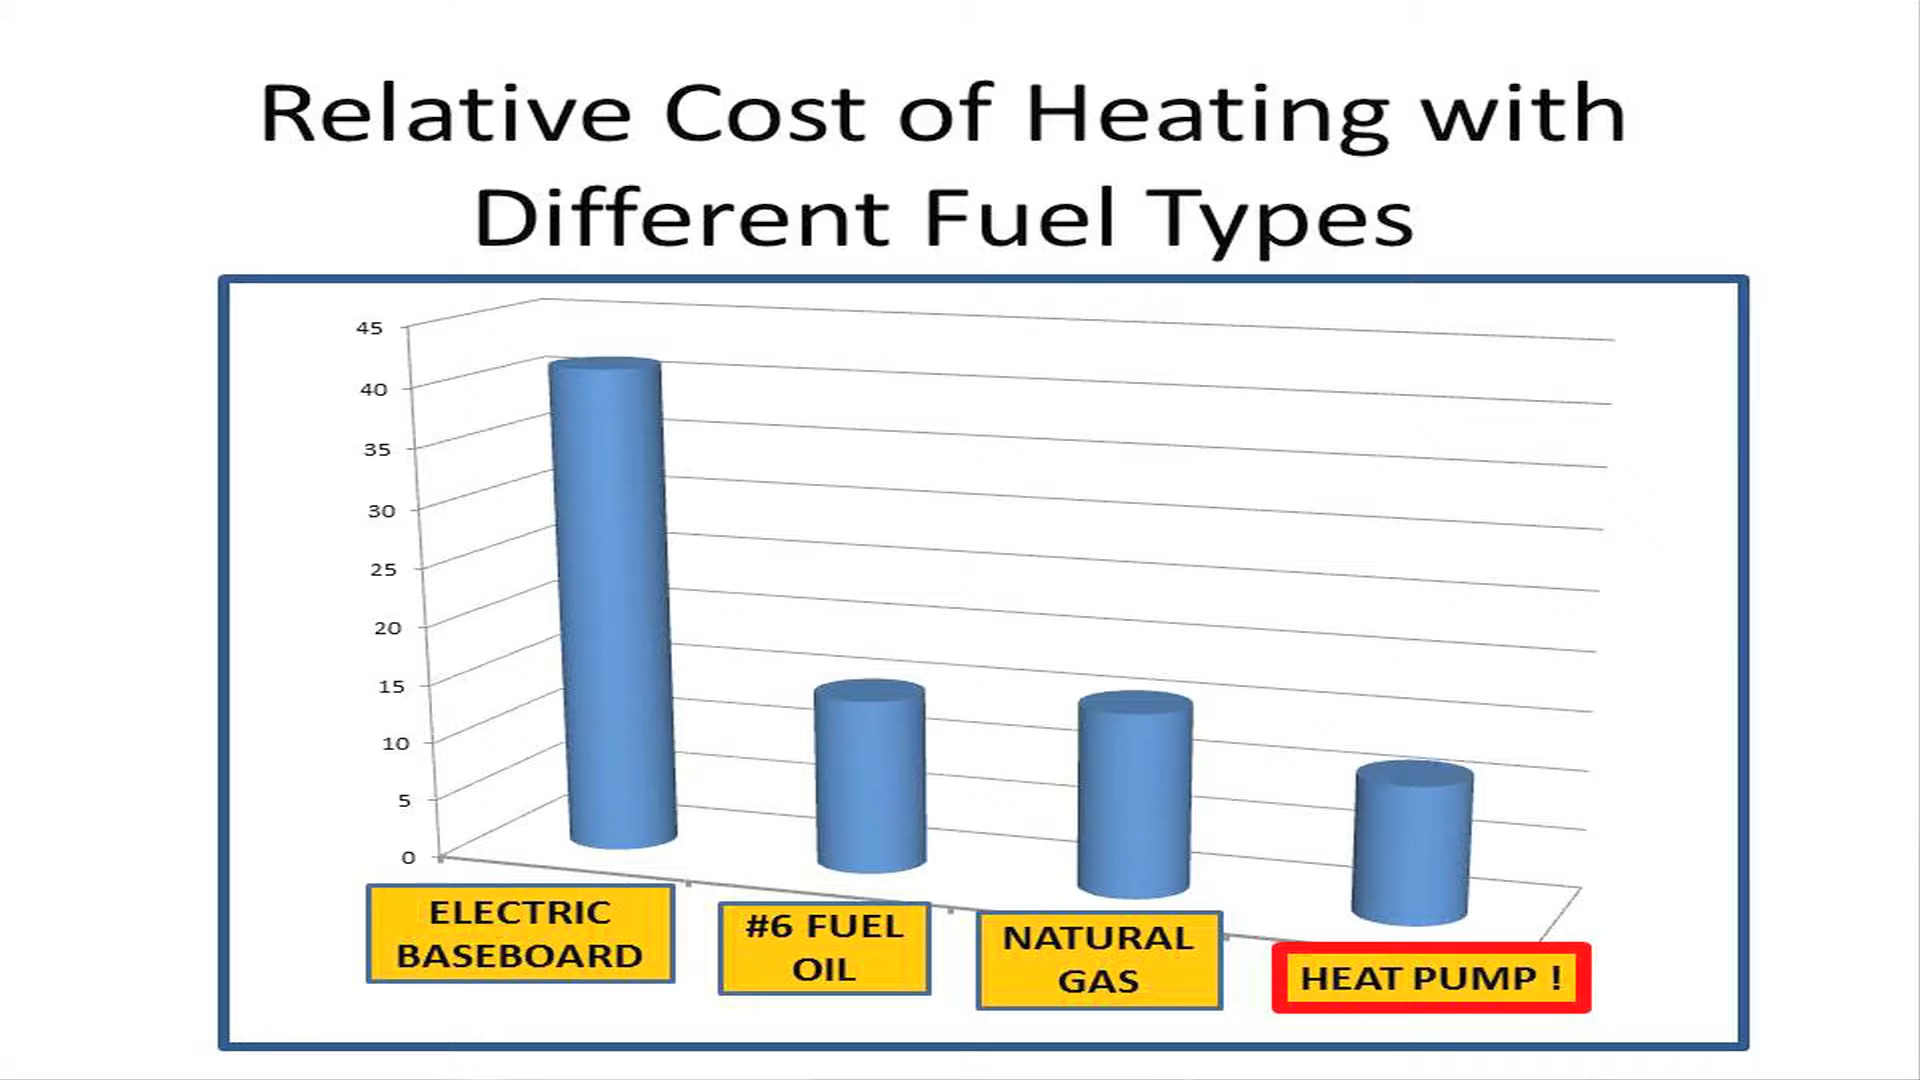 Relative Cost of Heating with
Different Fuel Types
45
40
35
30
25
20
15
10
5
0
ELECTRIC
BASEBOARD
#6 FUEL
OIL
NATURAL
GAS
HEAT PUMP !